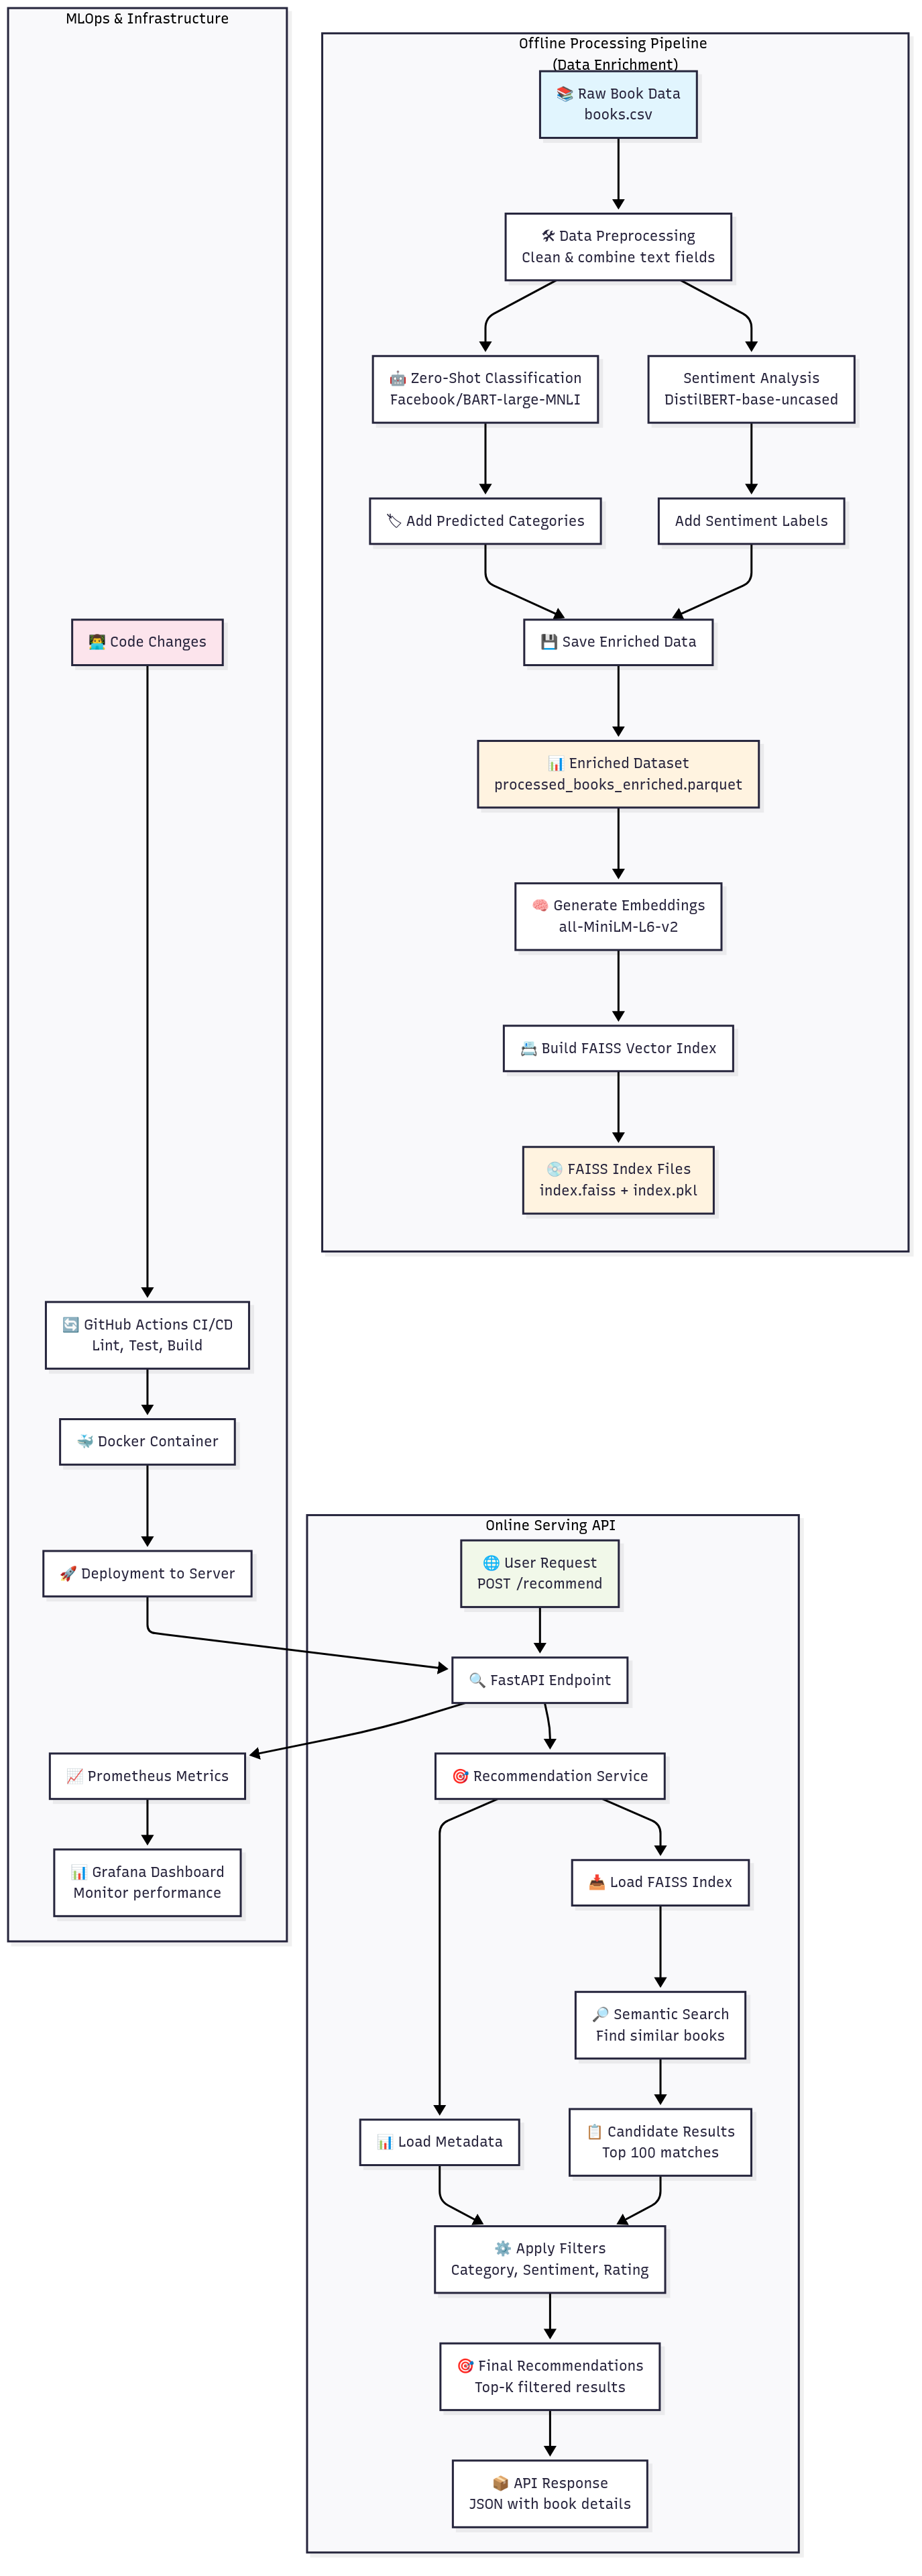 MLOps & Infrastructure
👨‍💻 Code Changes
🔄 GitHub Actions CI/CD
Lint, Test, Build
🐳 Docker Container
🚀 Deployment to Server
📈 Prometheus Metrics
📊 Grafana Dashboard
Monitor performance
Offline Processing Pipeline
(Data Enrichment)
📚 Raw Book Data
books.csv
🛠 Data Preprocessing
Clean & combine text fields
🤖 Zero-Shot Classification
Facebook/BART-large-MNLI
Sentiment Analysis
DistilBERT-base-uncased
🏷 Add Predicted Categories
Add Sentiment Labels
💾 Save Enriched Data
📊 Enriched Dataset
processed_books_enriched.parquet
🧠 Generate Embeddings
all-MiniLM-L6-v2
📇 Build FAISS Vector Index
💿 FAISS Index Files
index.faiss + index.pkl
Online Serving API
🌐 User Request
POST /recommend
🔍 FastAPI Endpoint
🎯 Recommendation Service
📥 Load FAISS Index
🔎 Semantic Search
Find similar books
📊 Load Metadata
📋 Candidate Results
Top 100 matches
⚙️ Apply Filters
Category, Sentiment, Rating
🎯 Final Recommendations
Top-K filtered results
📦 API Response
JSON with book details